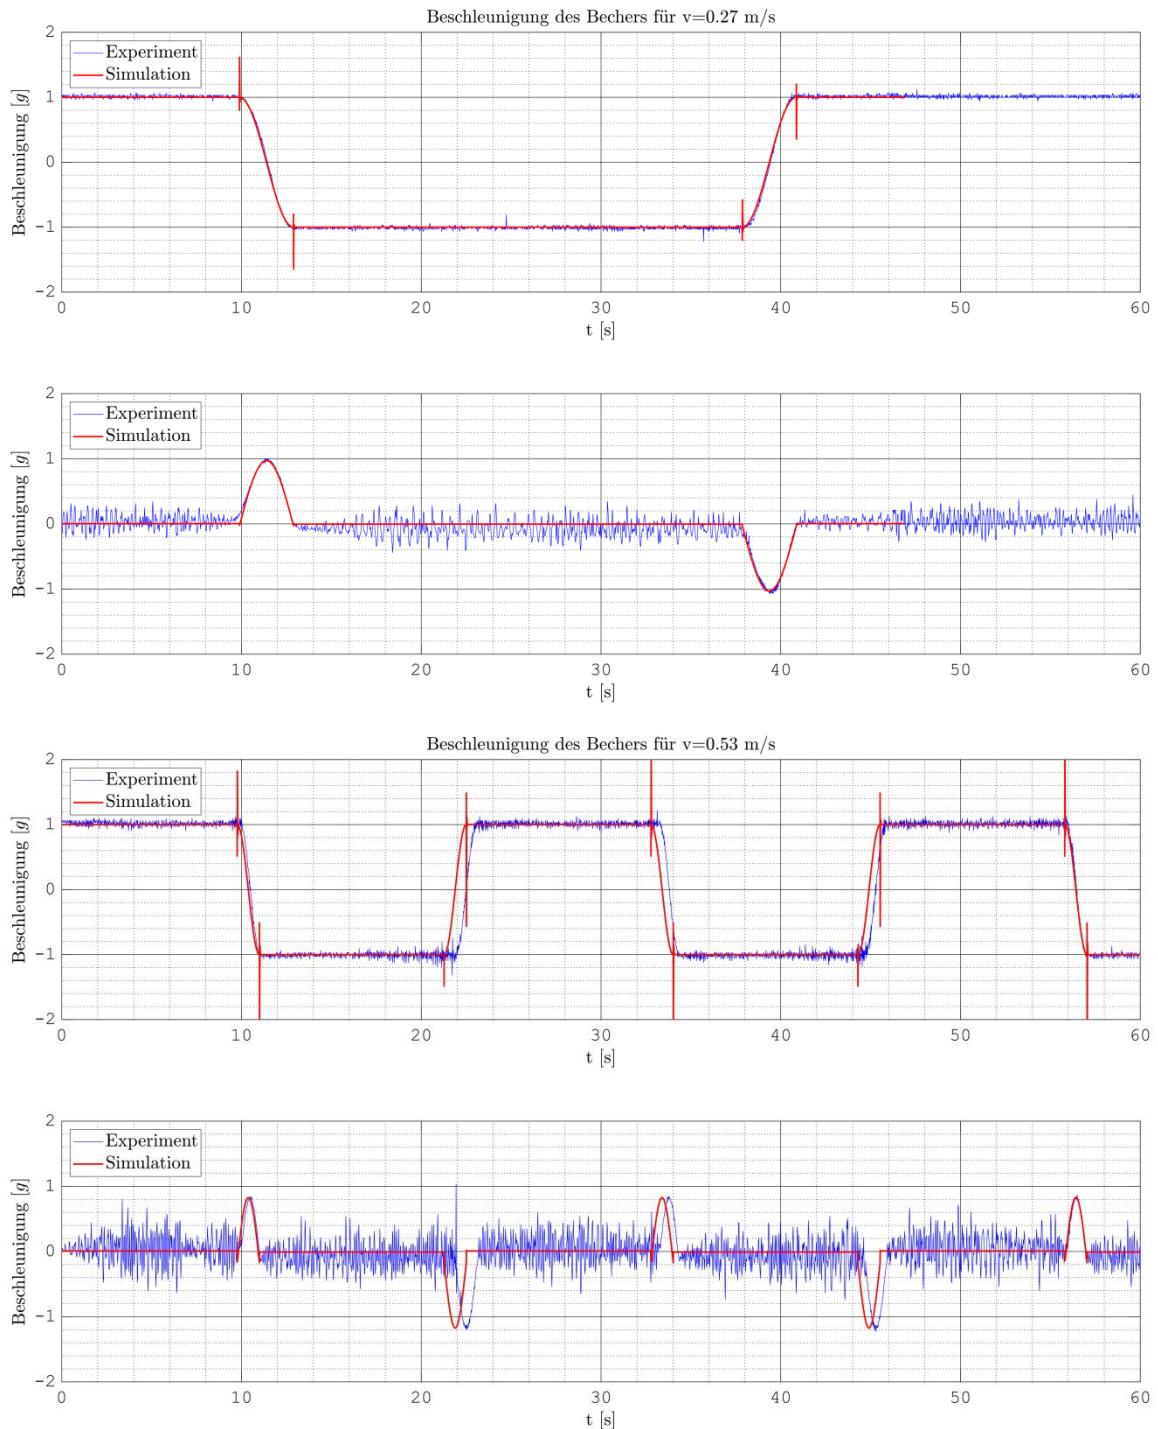 Beschleunigung des Bechers für v=0.27 m/s
Experiment
Simulation
Beschleunigung [g]
2
1
0
−1
−2
0 10 20 30 40 50 60
t [s]
Experiment
Simulation
Beschleunigung [g]
2
1
0
−1
−2
0 10 20 30 40 50 60
t [s]
Beschleunigung des Bechers für v=0.53 m/s
Experiment
Simulation
Beschleunigung [g]
2
1
0
−1
−2
0 10 20 30 40 50 60
t [s]
Experiment
Simulation
Beschleunigung [g]
2
1
0
−1
−2
0 10 20 30 40 50 60
t [s]